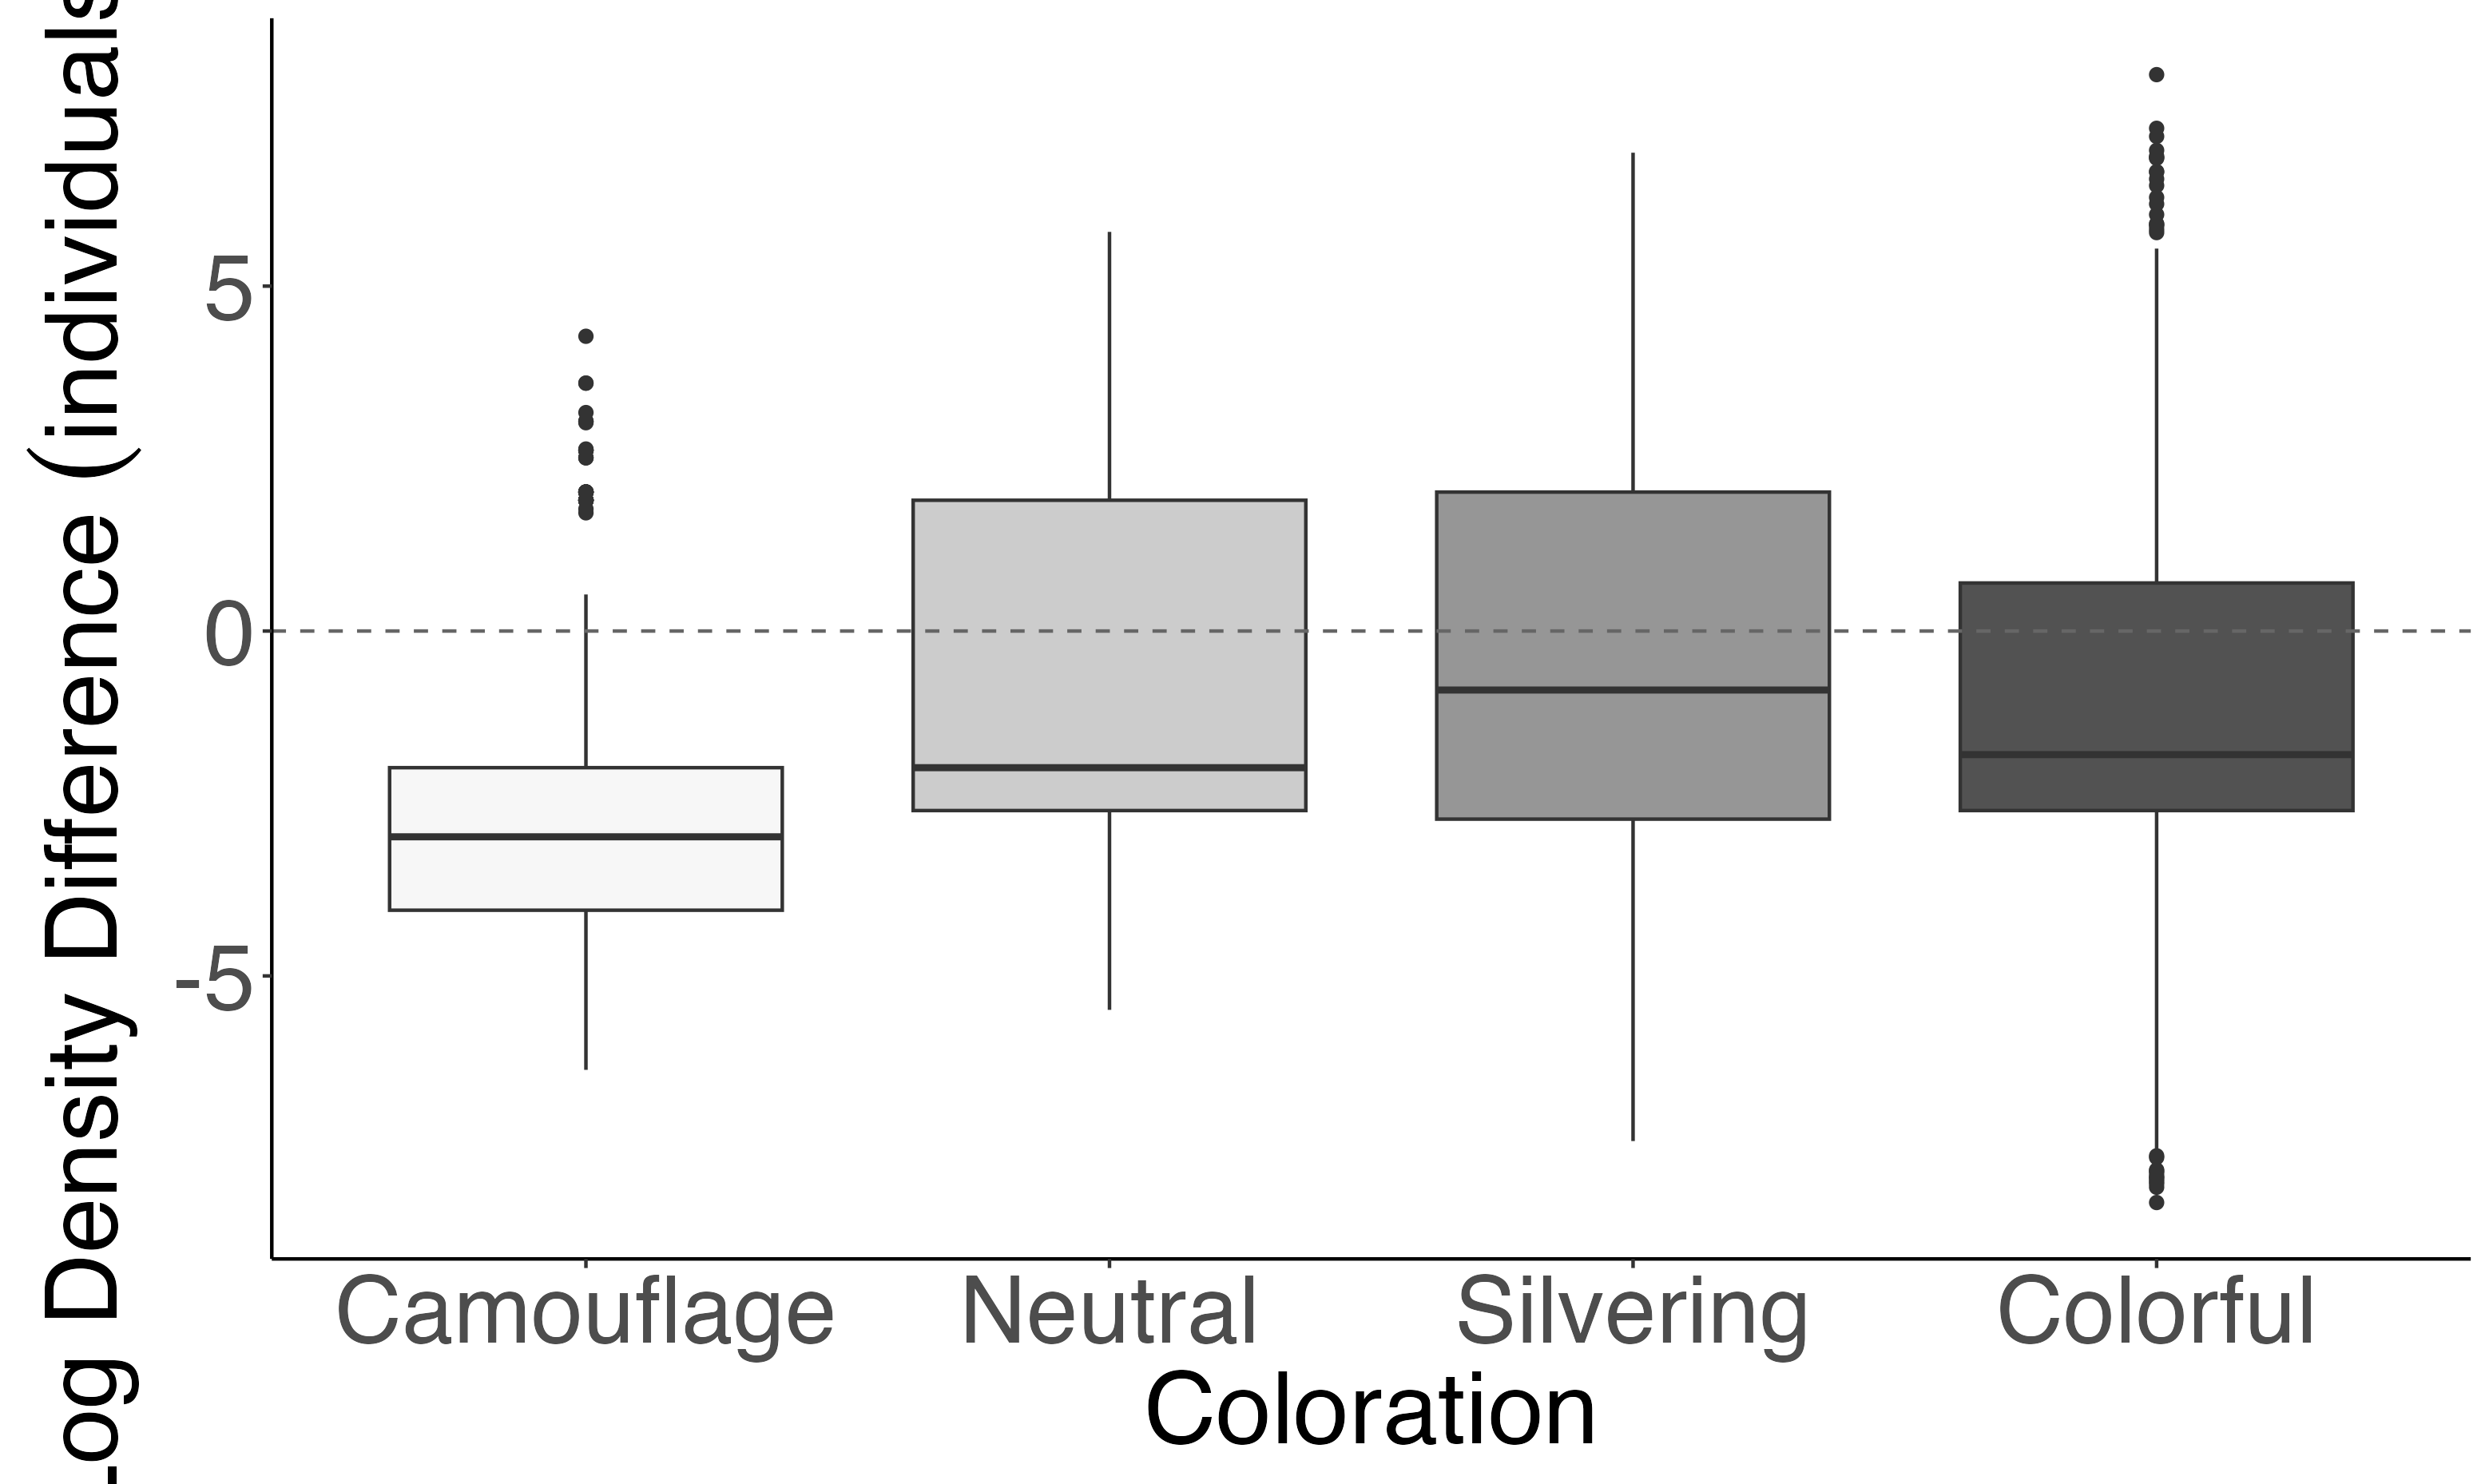 Log Density Difference (individuals
5
0
-5
Camouflage Neutral Silvering Colorful
Coloration